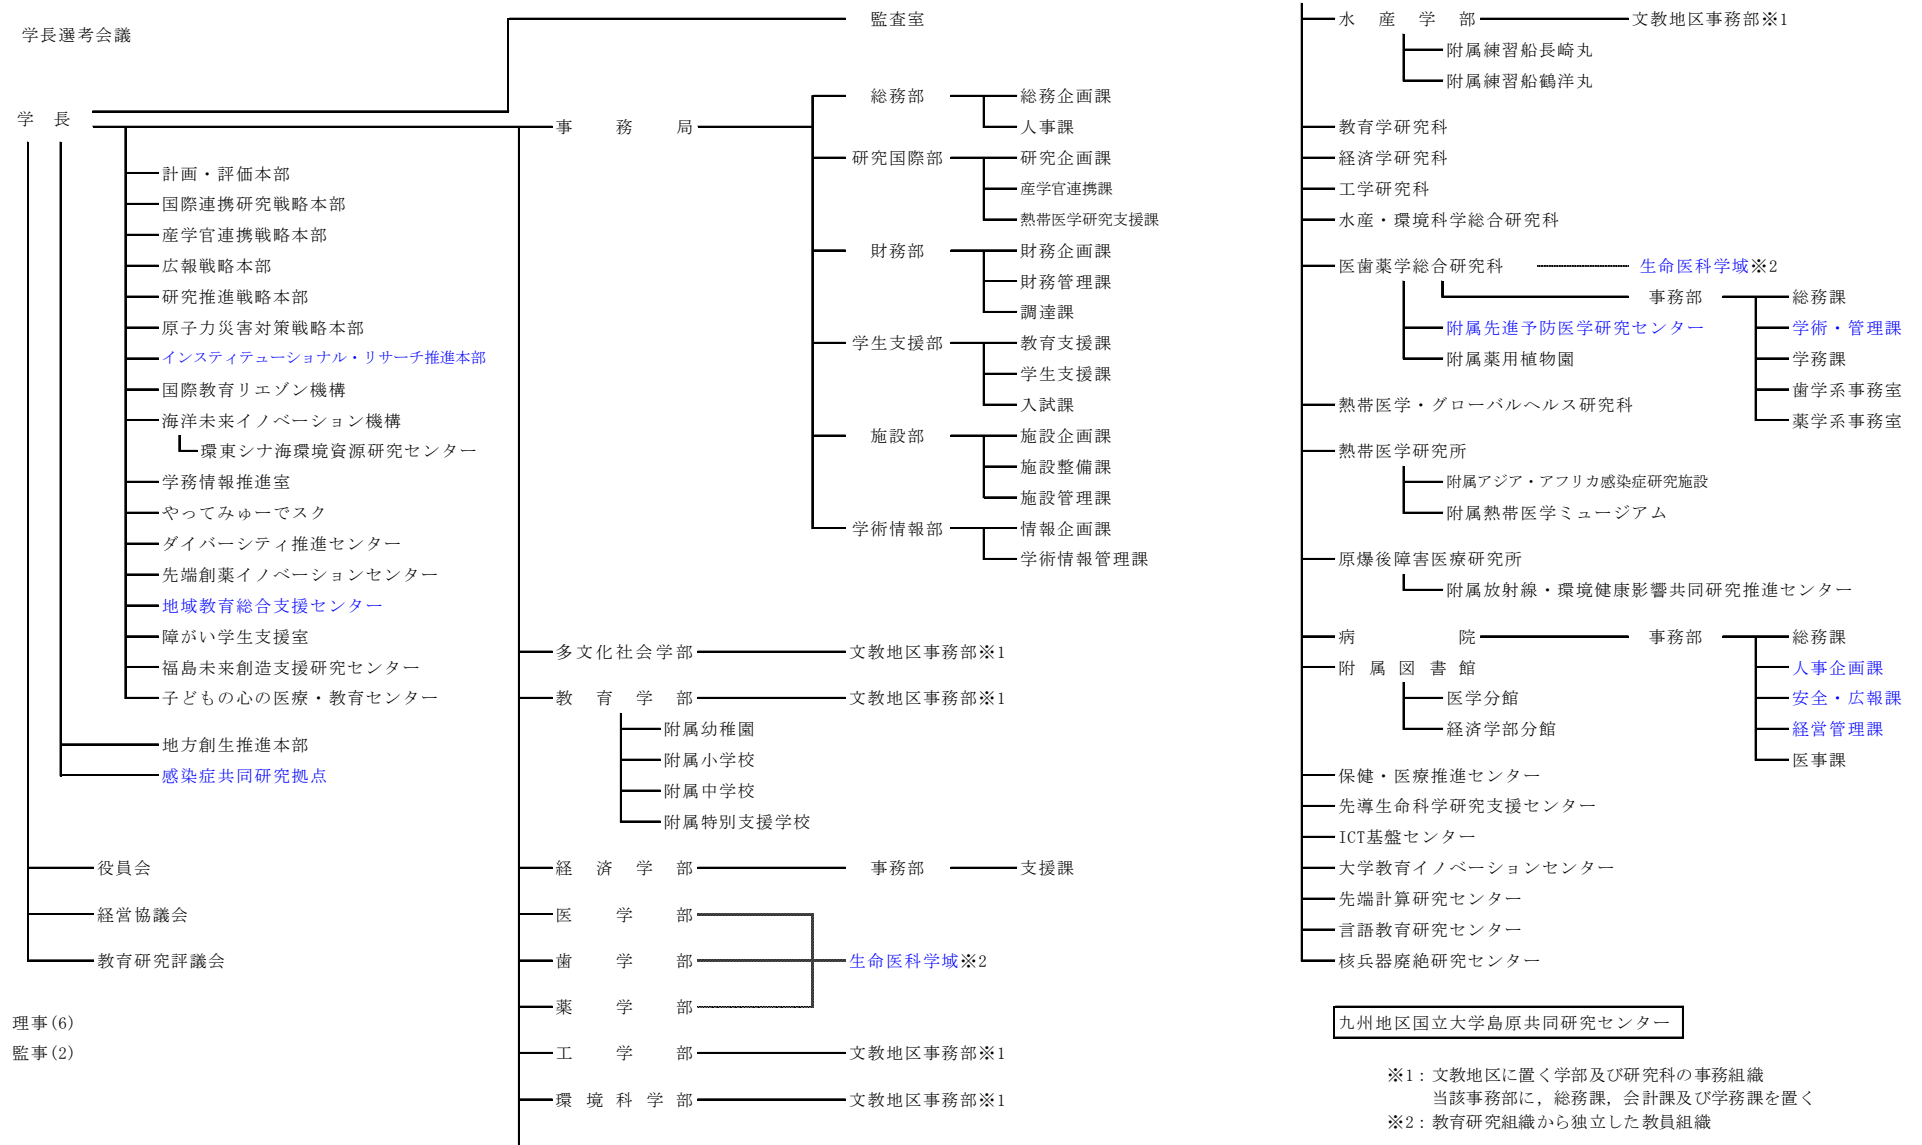 学長選考会議
学長
計画・評価本部
国際連携研究戦略本部
産学官連携戦略本部
広報戦略本部
研究推進戦略本部
原子力災害対策戦略本部
インスティテューショナル・リサーチ推進本部
国際教育リエゾン機構
海洋未来イノベーション機構
環東シナ海環境資源研究センター
学務情報推進室
やってみゅーでスク
ダイバーシティ推進センター
先端創薬イノベーションセンター
地域教育総合支援センター
障がい学生支援室
福島未来創造支援研究センター
子どもの心の医療・教育センター
地方創生推進本部
感染症共同研究拠点
役員会
経営協議会
教育研究評議会
理事(6)
監事(2)
監査室
事務局
総務部
総務企画課
人事課
研究国際部
研究企画課
産学官連携課
熱帯医学研究支援課
財務部
財務企画課
財務管理課
調達課
学生支援部
教育支援課
学生支援課
入試課
施設部
施設企画課
施設整備課
施設管理課
学術情報部
情報企画課
学術情報管理課
多文化社会学部 文教地区事務部※1
教育学部 文教地区事務部※1
附属幼稚園
附属小学校
附属中学校
附属特別支援学校
経済学部 事務部 支援課
医学部
歯学部 生命医科学域※2
薬学部
工学部 文教地区事務部※1
環境科学部 文教地区事務部※1
水産学部 文教地区事務部※1
附属練習船長崎丸
附属練習船鶴洋丸
教育学研究科
経済学研究科
工学研究科
水産・環境科学総合研究科
医歯薬学総合研究科 生命医科学域※2
事務部
総務課
学術・管理課
学務課
歯学系事務室
薬学系事務室
附属先進予防医学研究センター
附属薬用植物園
熱帯医学・グローバルヘルス研究科
熱帯医学研究所
附属アジア・アフリカ感染症研究施設
附属熱帯医学ミュージアム
原爆後障害医療研究所
附属放射線・環境健康影響共同研究推進センター
病院 事務部
総務課
人事企画課
安全・広報課
経営管理課
医事課
附属図書館
医学分館
経済学部分館
保健・医療推進センター
先導生命科学研究支援センター
ICT基盤センター
大学教育イノベーションセンター
先端計算研究センター
言語教育研究センター
核兵器廃絶研究センター
九州地区国立大学島原共同研究センター
※1：文教地区に置く学部及び研究科の事務組織
当該事務部に，総務課，会計課及び学務課を置く
※2：教育研究組織から独立した教員組織